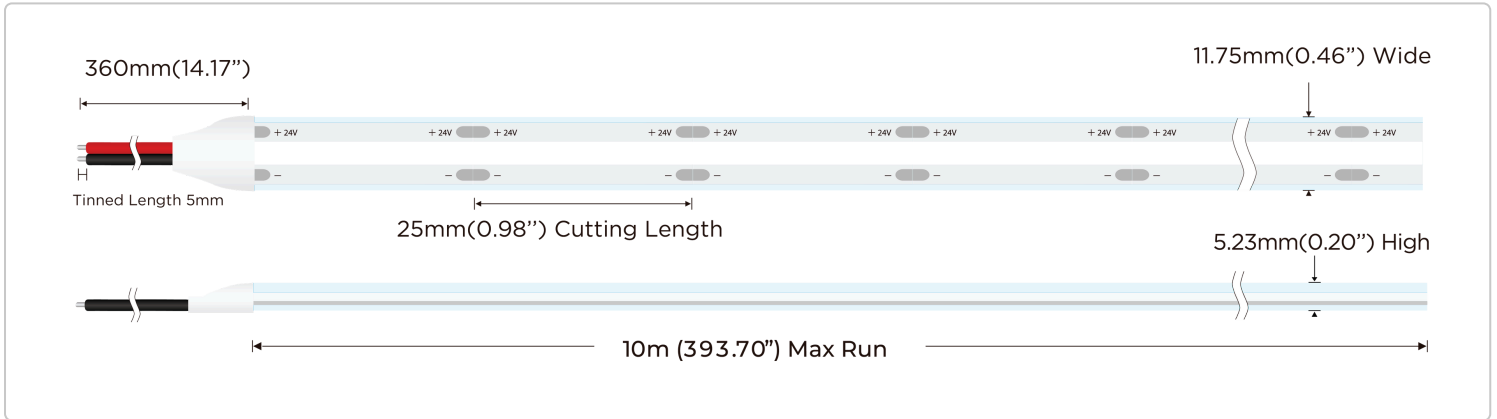 360mm(14.17”)
11.75mm(0.46”) Wide
+ 24V + 24V + 24V + 24V + 24V + 24V + 24V + 24V + 24V + 24V + 24V
− − − − − − − − − − −
Tinned Length 5mm
25mm(0.98’’) Cutting Length
5.23mm(0.20’’) High
10m (393.70”) Max Run